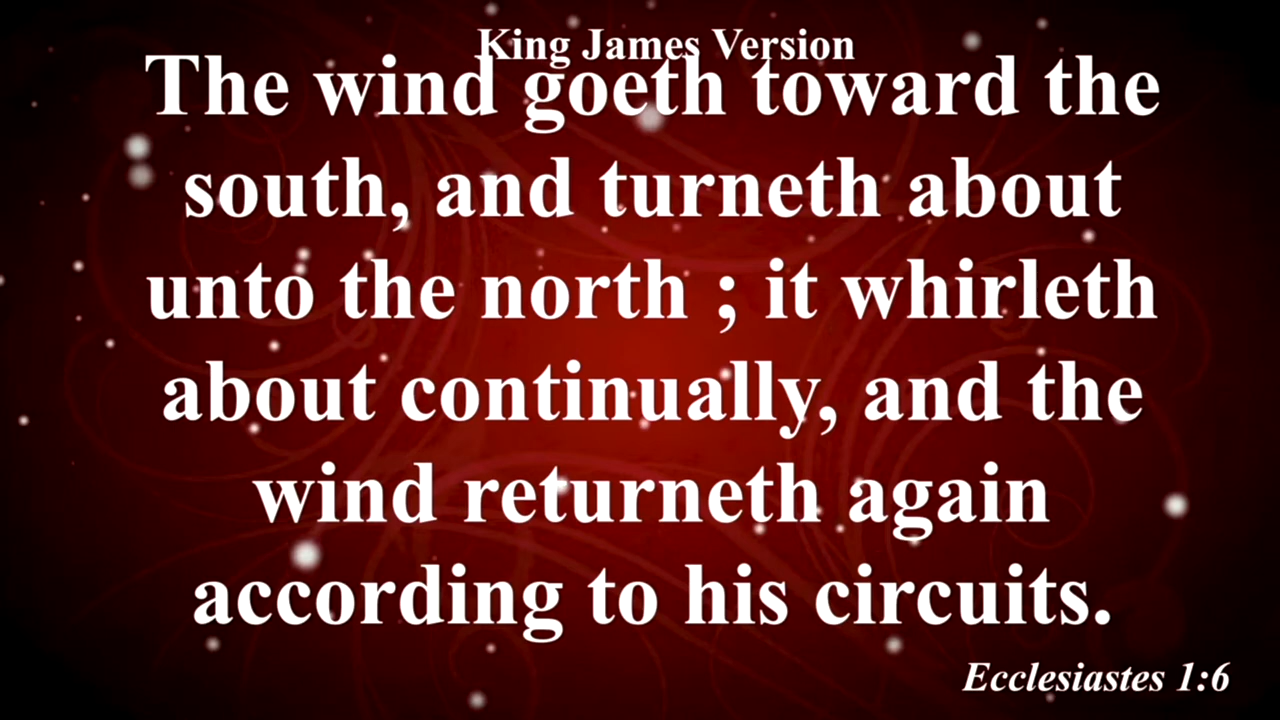 King James Version
The wind goeth toward the
south, and turneth about
unto the north ; it whirleth
about continually, and the
wind returneth again
according to his circuits.
Ecclesiastes 1:6